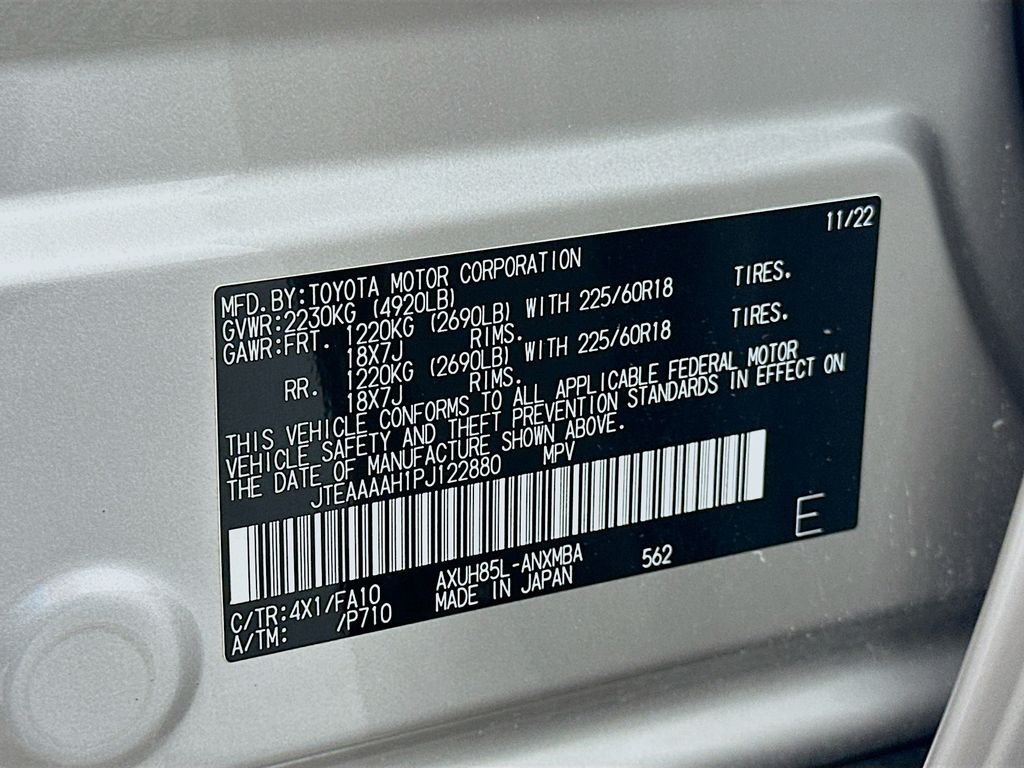 11/22
MFD.BY:TOYOTA MOTOR CORPORATION
GVWR:2230KG (4920LB)
GAWR:FRT. 1220KG (2690LB) WITH 225/60R18 TIRES.
18X7J RIMS.
RR. 1220KG (2690LB) WITH 225/60R18 TIRES.
18X7J RIMS.
THIS VEHICLE CONFORMS TO ALL APPLICABLE FEDERAL MOTOR
VEHICLE SAFETY AND THEFT PREVENTION STANDARDS IN EFFECT ON
THE DATE OF MANUFACTURE SHOWN ABOVE.
JTEAAAAH1PJ122880 MPV
E
C/TR:4X1/FA10 AXUH85L-ANXMBA 562
A/TM: /P710 MADE IN JAPAN